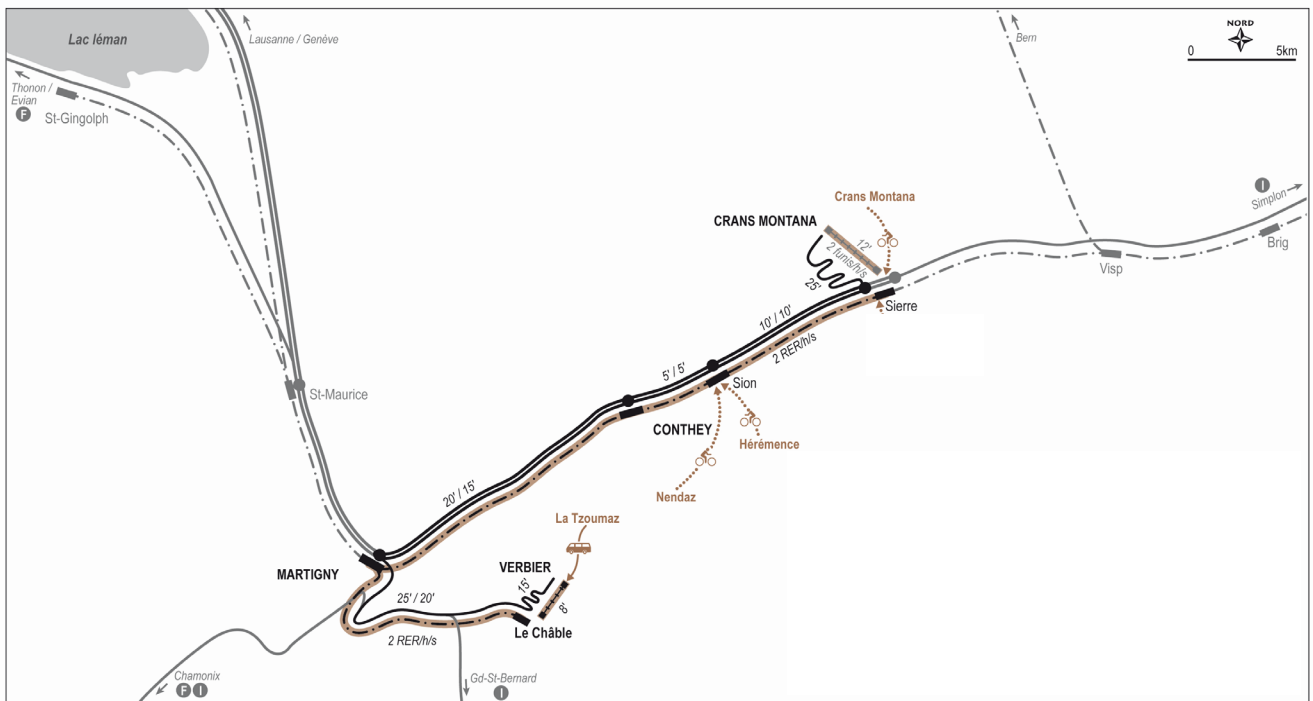 Lac léman
Lausanne / Genève
Bern
NORD
0 5km
Thonon /
Evian
F
St-Gingolph
I
Simplon
Crans Montana
CRANS MONTANA
12'
2 funis/h/s
25'
Brig
Visp
Sierre
10' / 10'
2 RER/h/s
5' / 5'
Sion
St-Maurice
CONTHEY
Hérémence
Nendaz
20' / 15'
La Tzoumaz
MARTIGNY
VERBIER
15'
8'
25' / 20'
Le Châble
2 RER/h/s
Chamonix
F I
Gd-St-Bernard
I